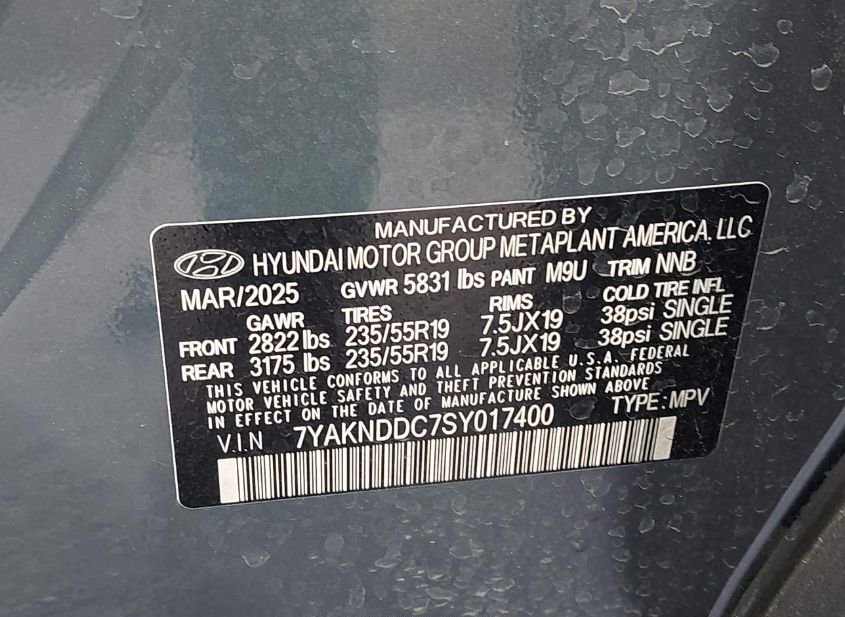 MANUFACTURED BY
HYUNDAI MOTOR GROUP METAPLANT AMERICA, LLC
MAR/2025 GVWR 5831 lbs PAINT M9U TRIM NNB
GAWR TIRES RIMS COLD TIRE INFL
FRONT 2822 lbs 235/55R19 7.5JX19 38psi SINGLE
REAR 3175 lbs 235/55R19 7.5JX19 38psi SINGLE
THIS VEHICLE CONFORMS TO ALL APPLICABLE U.S.A. FEDERAL
MOTOR VEHICLE SAFETY AND THEFT PREVENTION STANDARDS
IN EFFECT ON THE DATE OF MANUFACTURE SHOWN ABOVE
V.I.N 7YAKNDDC7SY017400 TYPE: MPV